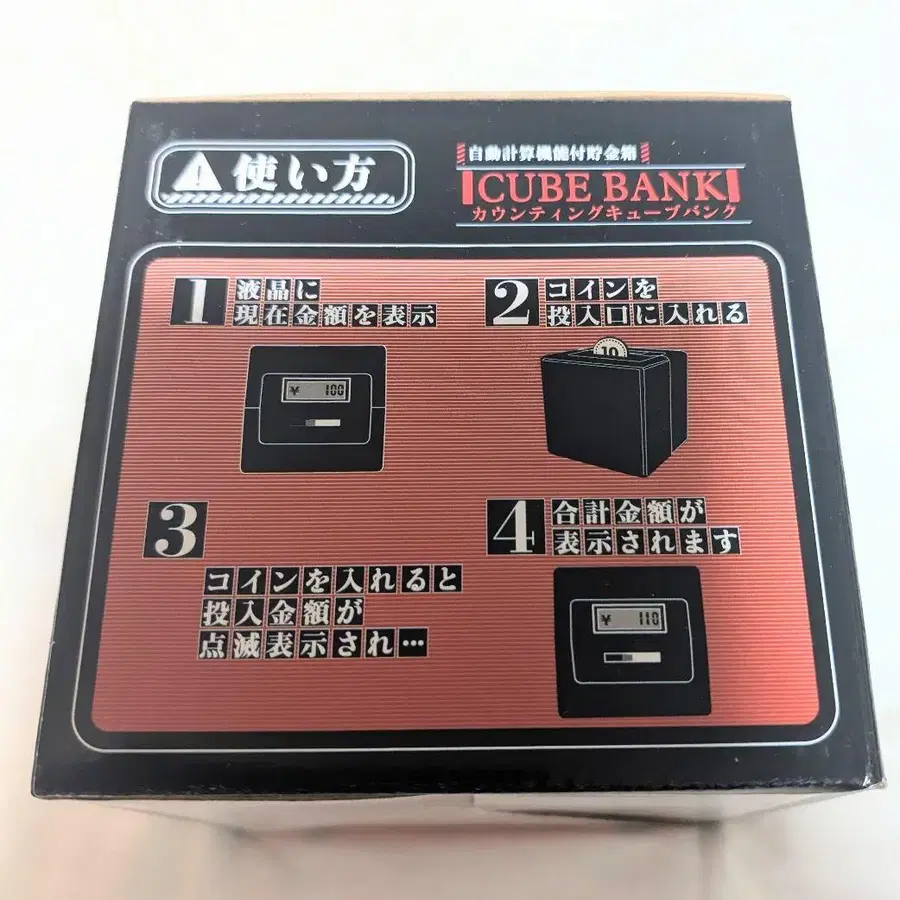 使い方
自動計算機能付貯金箱
CUBE BANK
カウンティングキューブバンク
1
液晶に
現在金額を表示
¥ 100
2
コインを
投入口に入れる
10
3
コインを入れると
投入金額が
点滅表示され…
4
合計金額が
表示されます
¥ 110